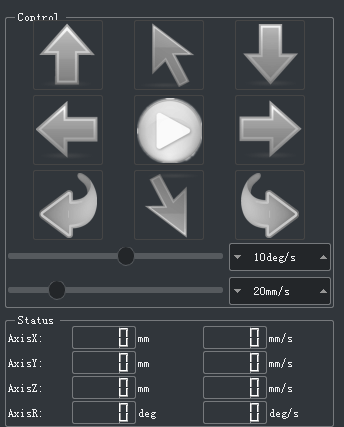 Control
10deg/s
20mm/s
Status
AxisX: 0 mm 0 mm/s
AxisY: 0 mm 0 mm/s
AxisZ: 0 mm 0 mm/s
AxisR: 0 deg 0 deg/s